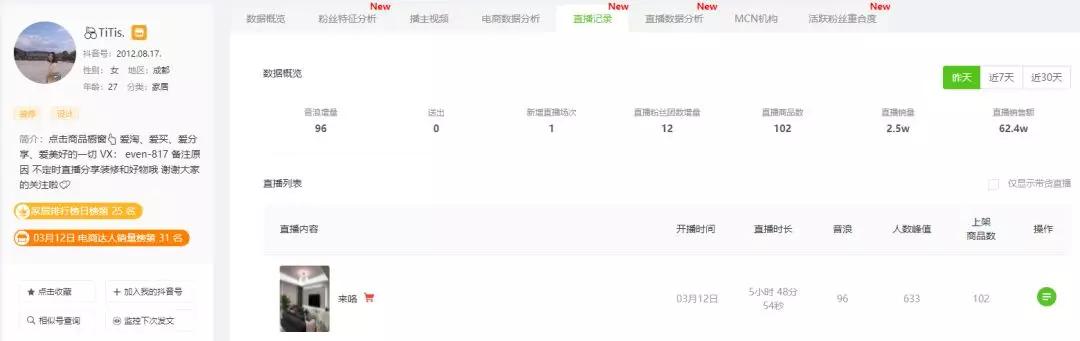 TiTis.
抖音号: 2012.08.17.
性别: 女 地区: 成都
年龄: 27 分类: 家居
装修 设计
简介: 点击商品橱窗 爱淘、爱买、爱分
享、爱美好的一切 VX: even-817 备注原
因 不定时直播分享装修和好物哦 谢谢大家
的关注啦
家居排行榜日榜第 25 名
03月12日 电商达人销量榜第 31 名
点击收藏 加入我的抖音号
相似号查询 监控下次发文
New New New New
数据概览 粉丝特征分析 播主视频 电商数据分析 直播记录 直播数据分析 MCN机构 活跃粉丝重合度
数据概览 昨天 近7天 近30天
音浪增量 送出 新增直播场次 直播粉丝团数增量 直播商品数 直播销量 直播销售额
96 0 1 12 102 2.5w 62.4w
直播列表 仅显示带货直播
直播内容 开播时间 直播时长 音浪 人数峰值 上架
商品数 操作
来咯 03月12日 5小时 48分
54秒 96 633 102